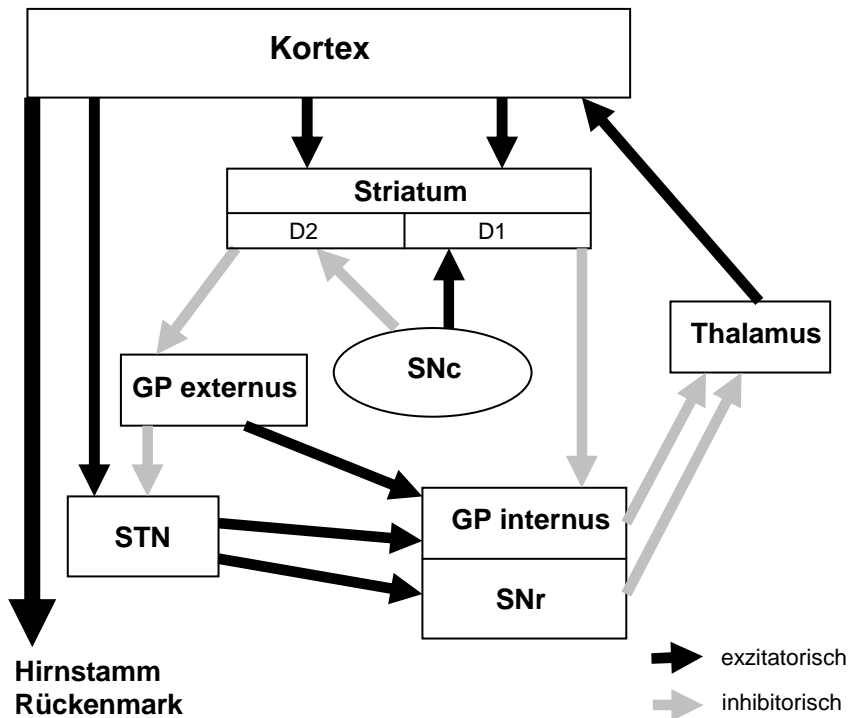 Kortex
Striatum
D2 D1
Thalamus
SNc
GP externus
GP internus
STN
SNr
exzitatorisch
Hirnstamm
Rückenmark
inhibitorisch